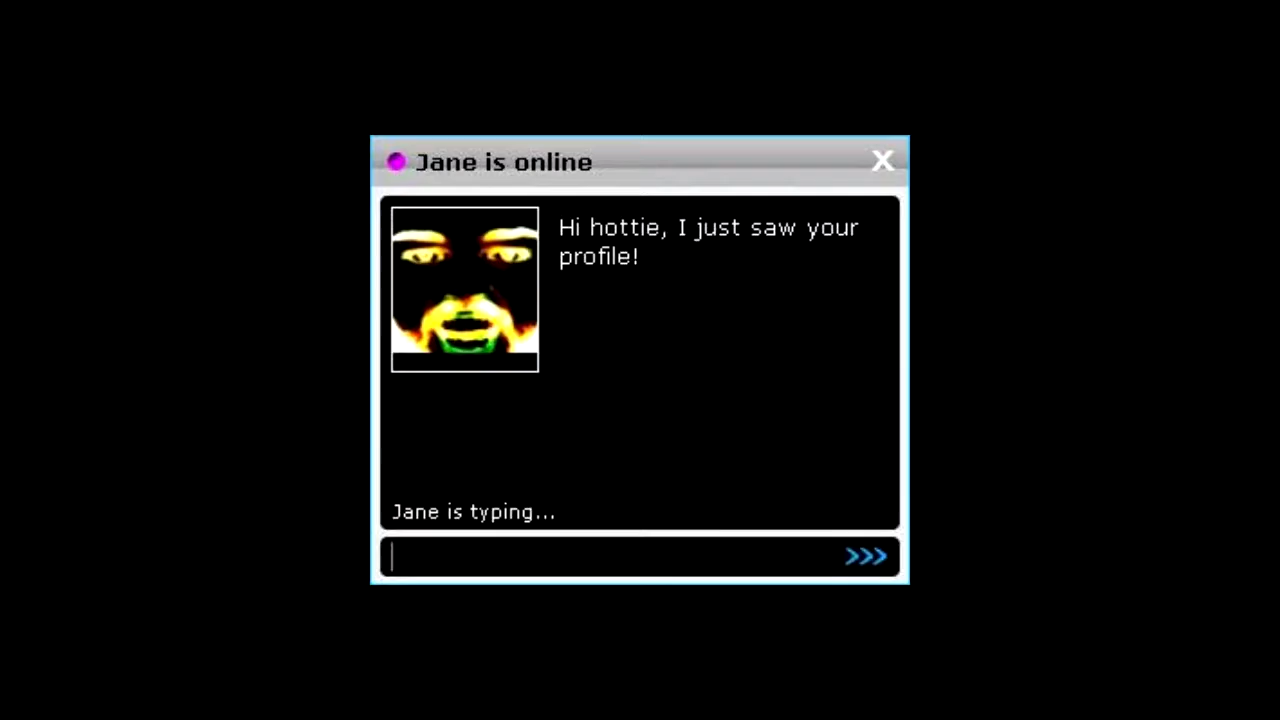 Jane is online
X
Hi hottie, I just saw your
profile!
Jane is typing...
>>>